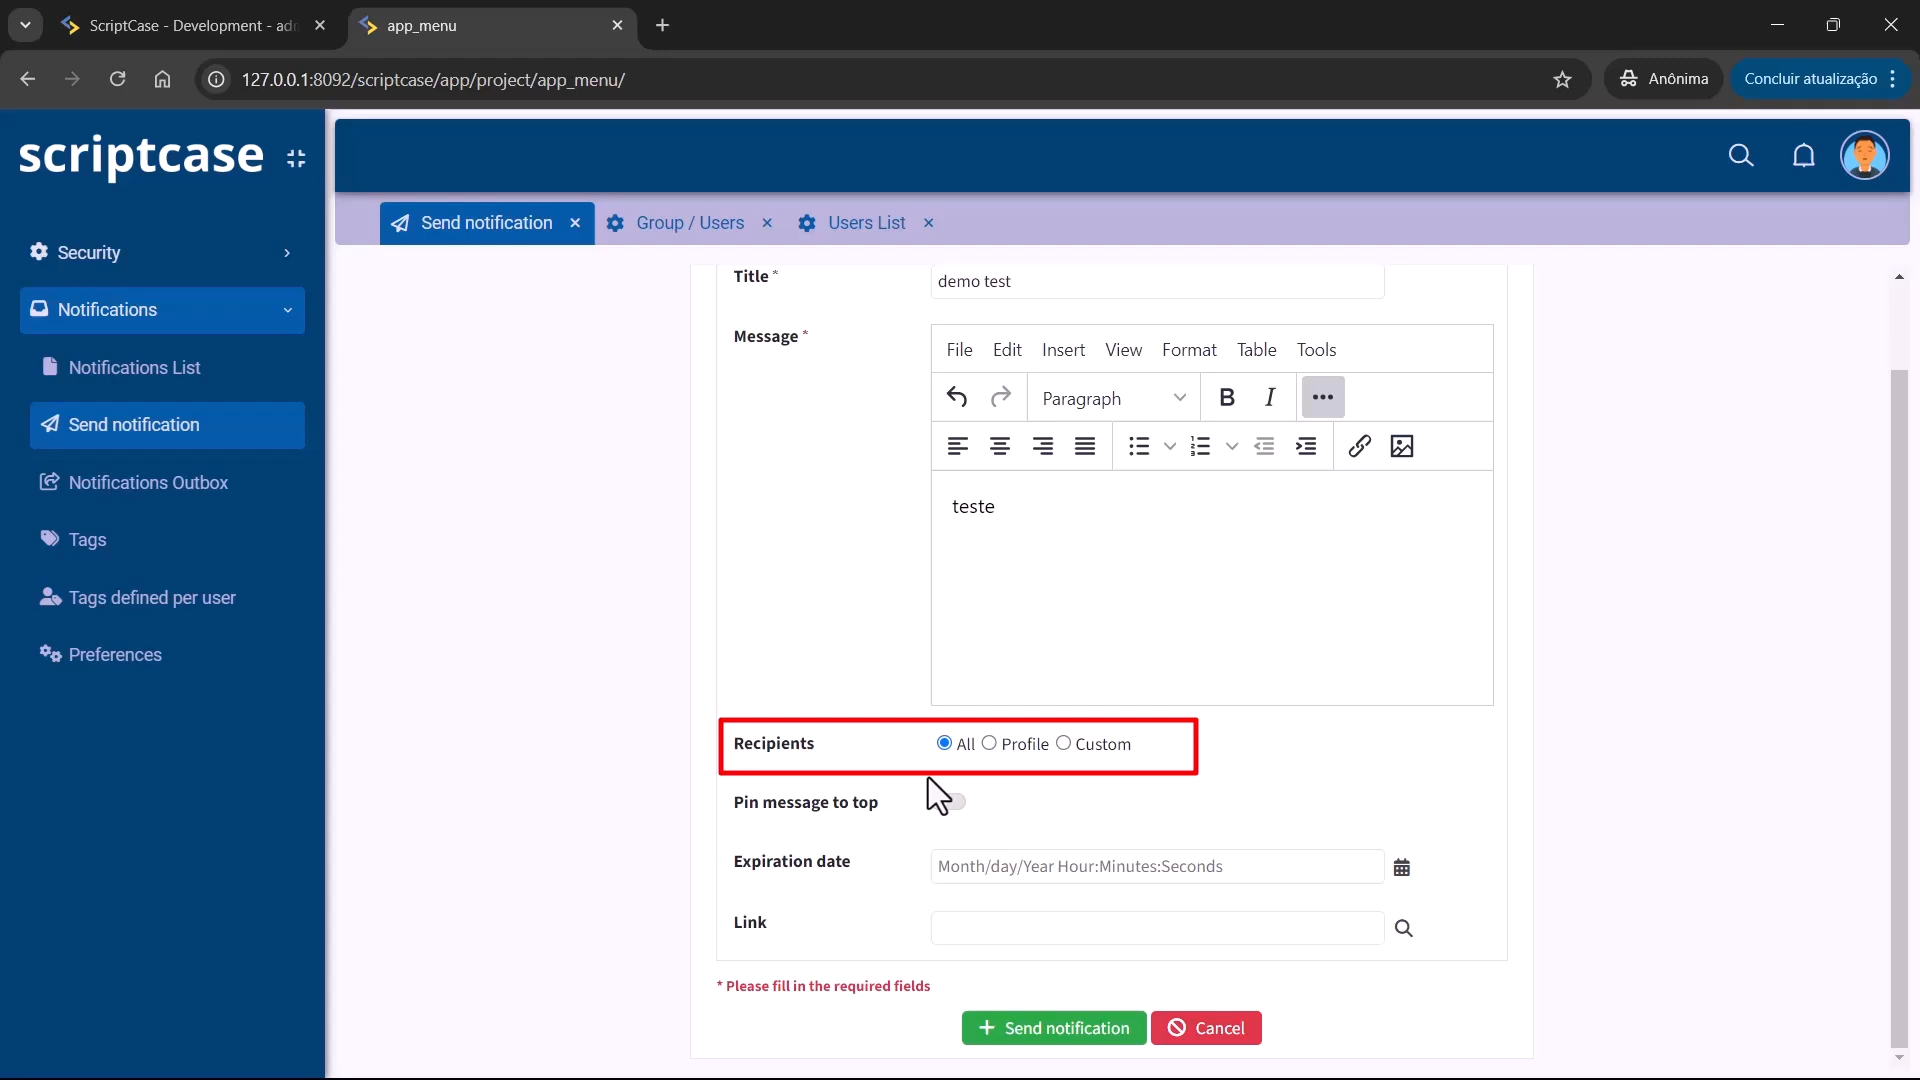 ScriptCase - Development - adm
app_menu
127.0.0.1:8092/scriptcase/app/project/app_menu/
Anônima
Concluir atualização
scriptcase
Send notification
Group / Users
Users List
Security
Notifications
Notifications List
Send notification
Notifications Outbox
Tags
Tags defined per user
Preferences
Title *
demo test
Message *
File Edit Insert View Format Table Tools
Paragraph B I
teste
Recipients
All Profile Custom
Pin message to top
Expiration date
Month/day/Year Hour:Minutes:Seconds
Link
* Please fill in the required fields
Send notification
Cancel